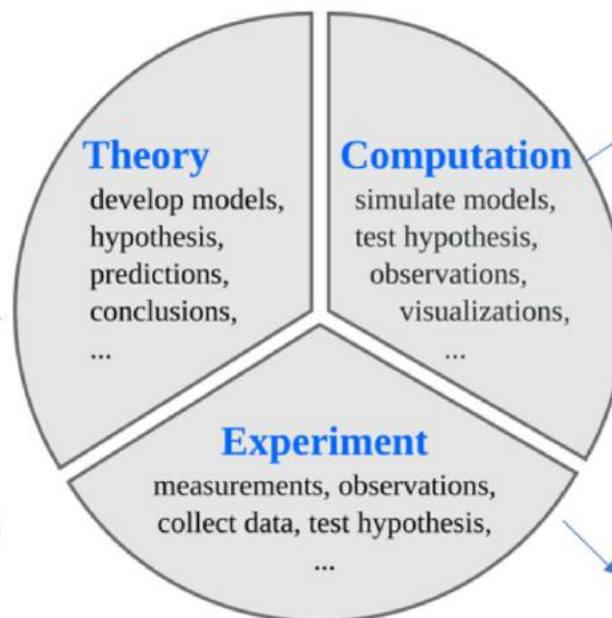 Theory
develop models,
hypothesis,
predictions,
conclusions,
...
Computation
simulate models,
test hypothesis,
observations,
visualizations,
...
Experiment
measurements, observations,
collect data, test hypothesis,
...